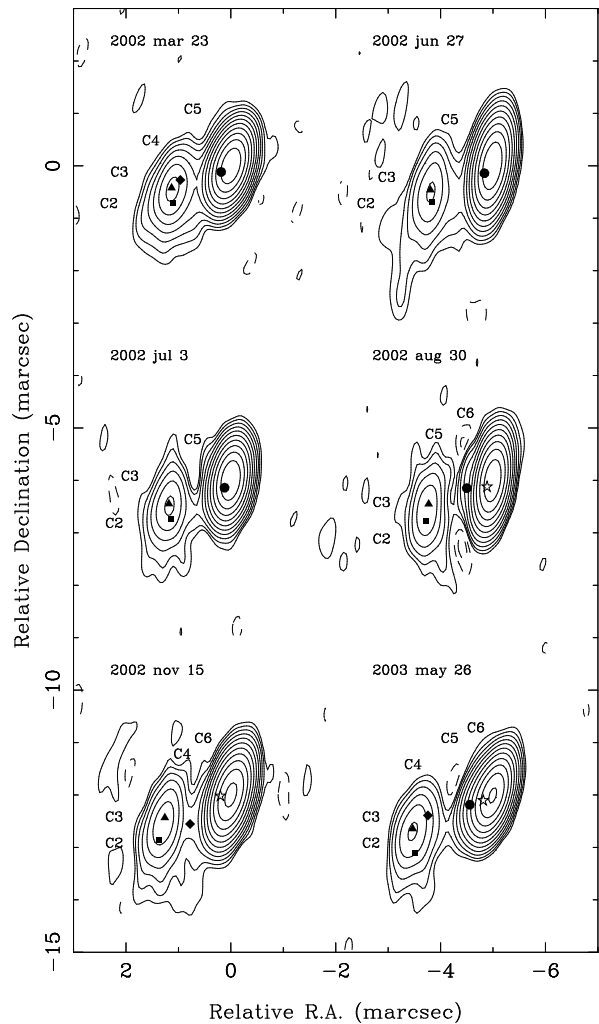 2002 mar 23
2002 jun 27
C5
C5
C4
C3
C3
C2
C2
0
2002 jul 3
2002 aug 30
C6
C5
C5
C3
C3
C2
C2
−5
Relative Declination (marcsec)
2002 nov 15
2003 may 26
−10
C6
C6
C5
C4
C4
C3
C3
C2
C2
−15
2 0 −2 −4 −6
Relative R.A. (marcsec)